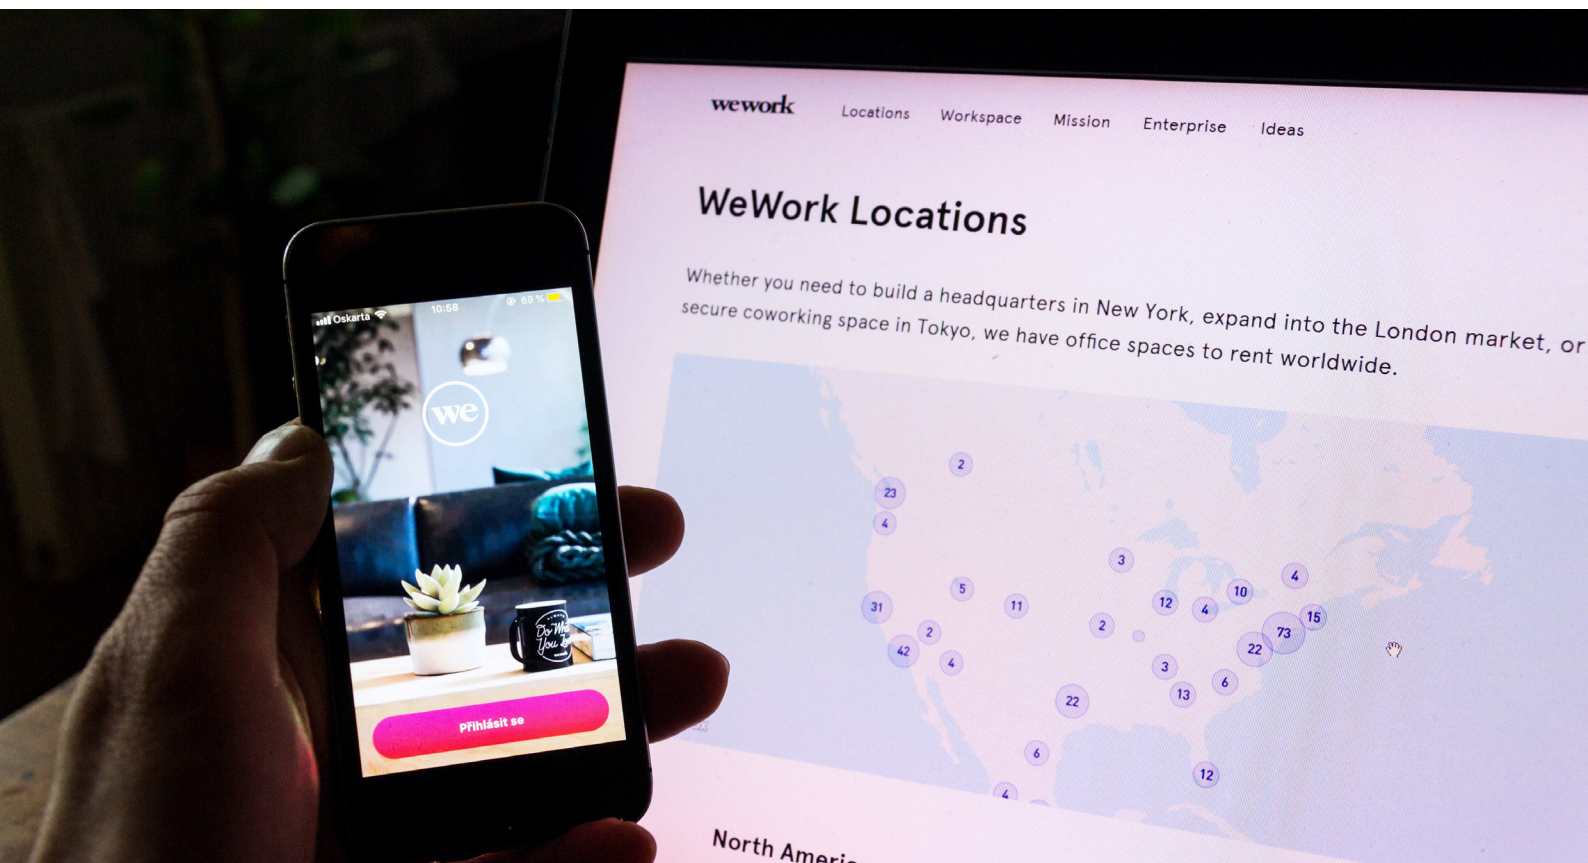 Oskarta
10:58
69 %
we
Do What
You Lo
Přihlásit se
wework
Locations
Workspace
Mission
Enterprise
Ideas
WeWork Locations
Whether you need to build a headquarters in New York, expand into the London market, or
secure coworking space in Tokyo, we have office spaces to rent worldwide.
2
23
4
3
4
5
10
31
11
12
4
15
2
2
73
42
4
22
3
6
13
22
6
12
4
North Americ